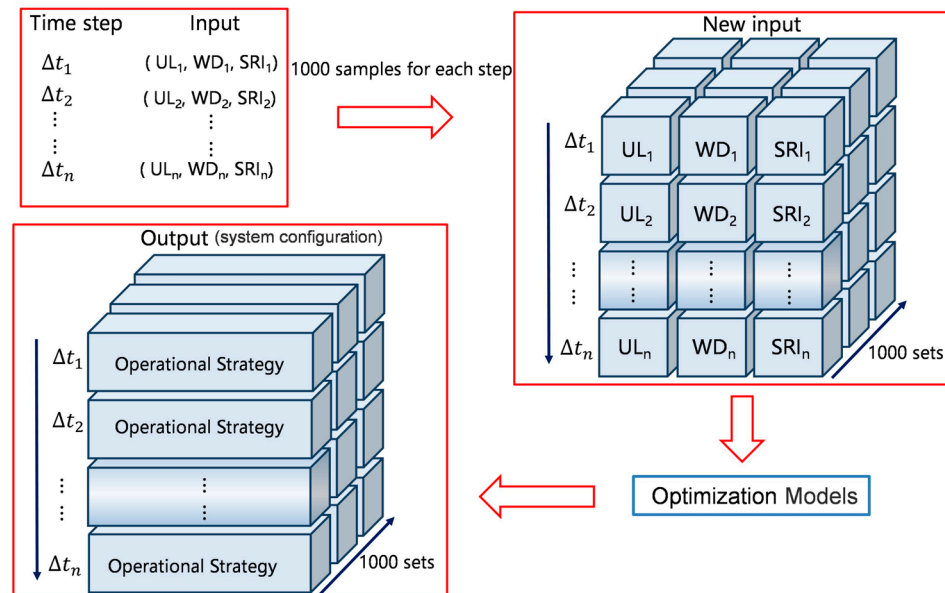 Time step Input
Δt₁ ( UL₁, WD₁, SRI₁)
Δt₂ ( UL₂, WD₂, SRI₂)
⋮ ⋮
⋮ ⋮
Δtₙ ( ULₙ, WDₙ, SRIₙ)
1000 samples for each step
New input
Δt₁ UL₁ WD₁ SRI₁
Δt₂ UL₂ WD₂ SRI₂
⋮ ⋮ ⋮ ⋮
⋮ ⋮ ⋮ ⋮
Δtₙ ULₙ WDₙ SRIₙ
1000 sets
Optimization Models
Output (system configuration)
Δt₁ Operational Strategy
Δt₂ Operational Strategy
⋮ ⋮
⋮ ⋮
Δtₙ Operational Strategy
1000 sets